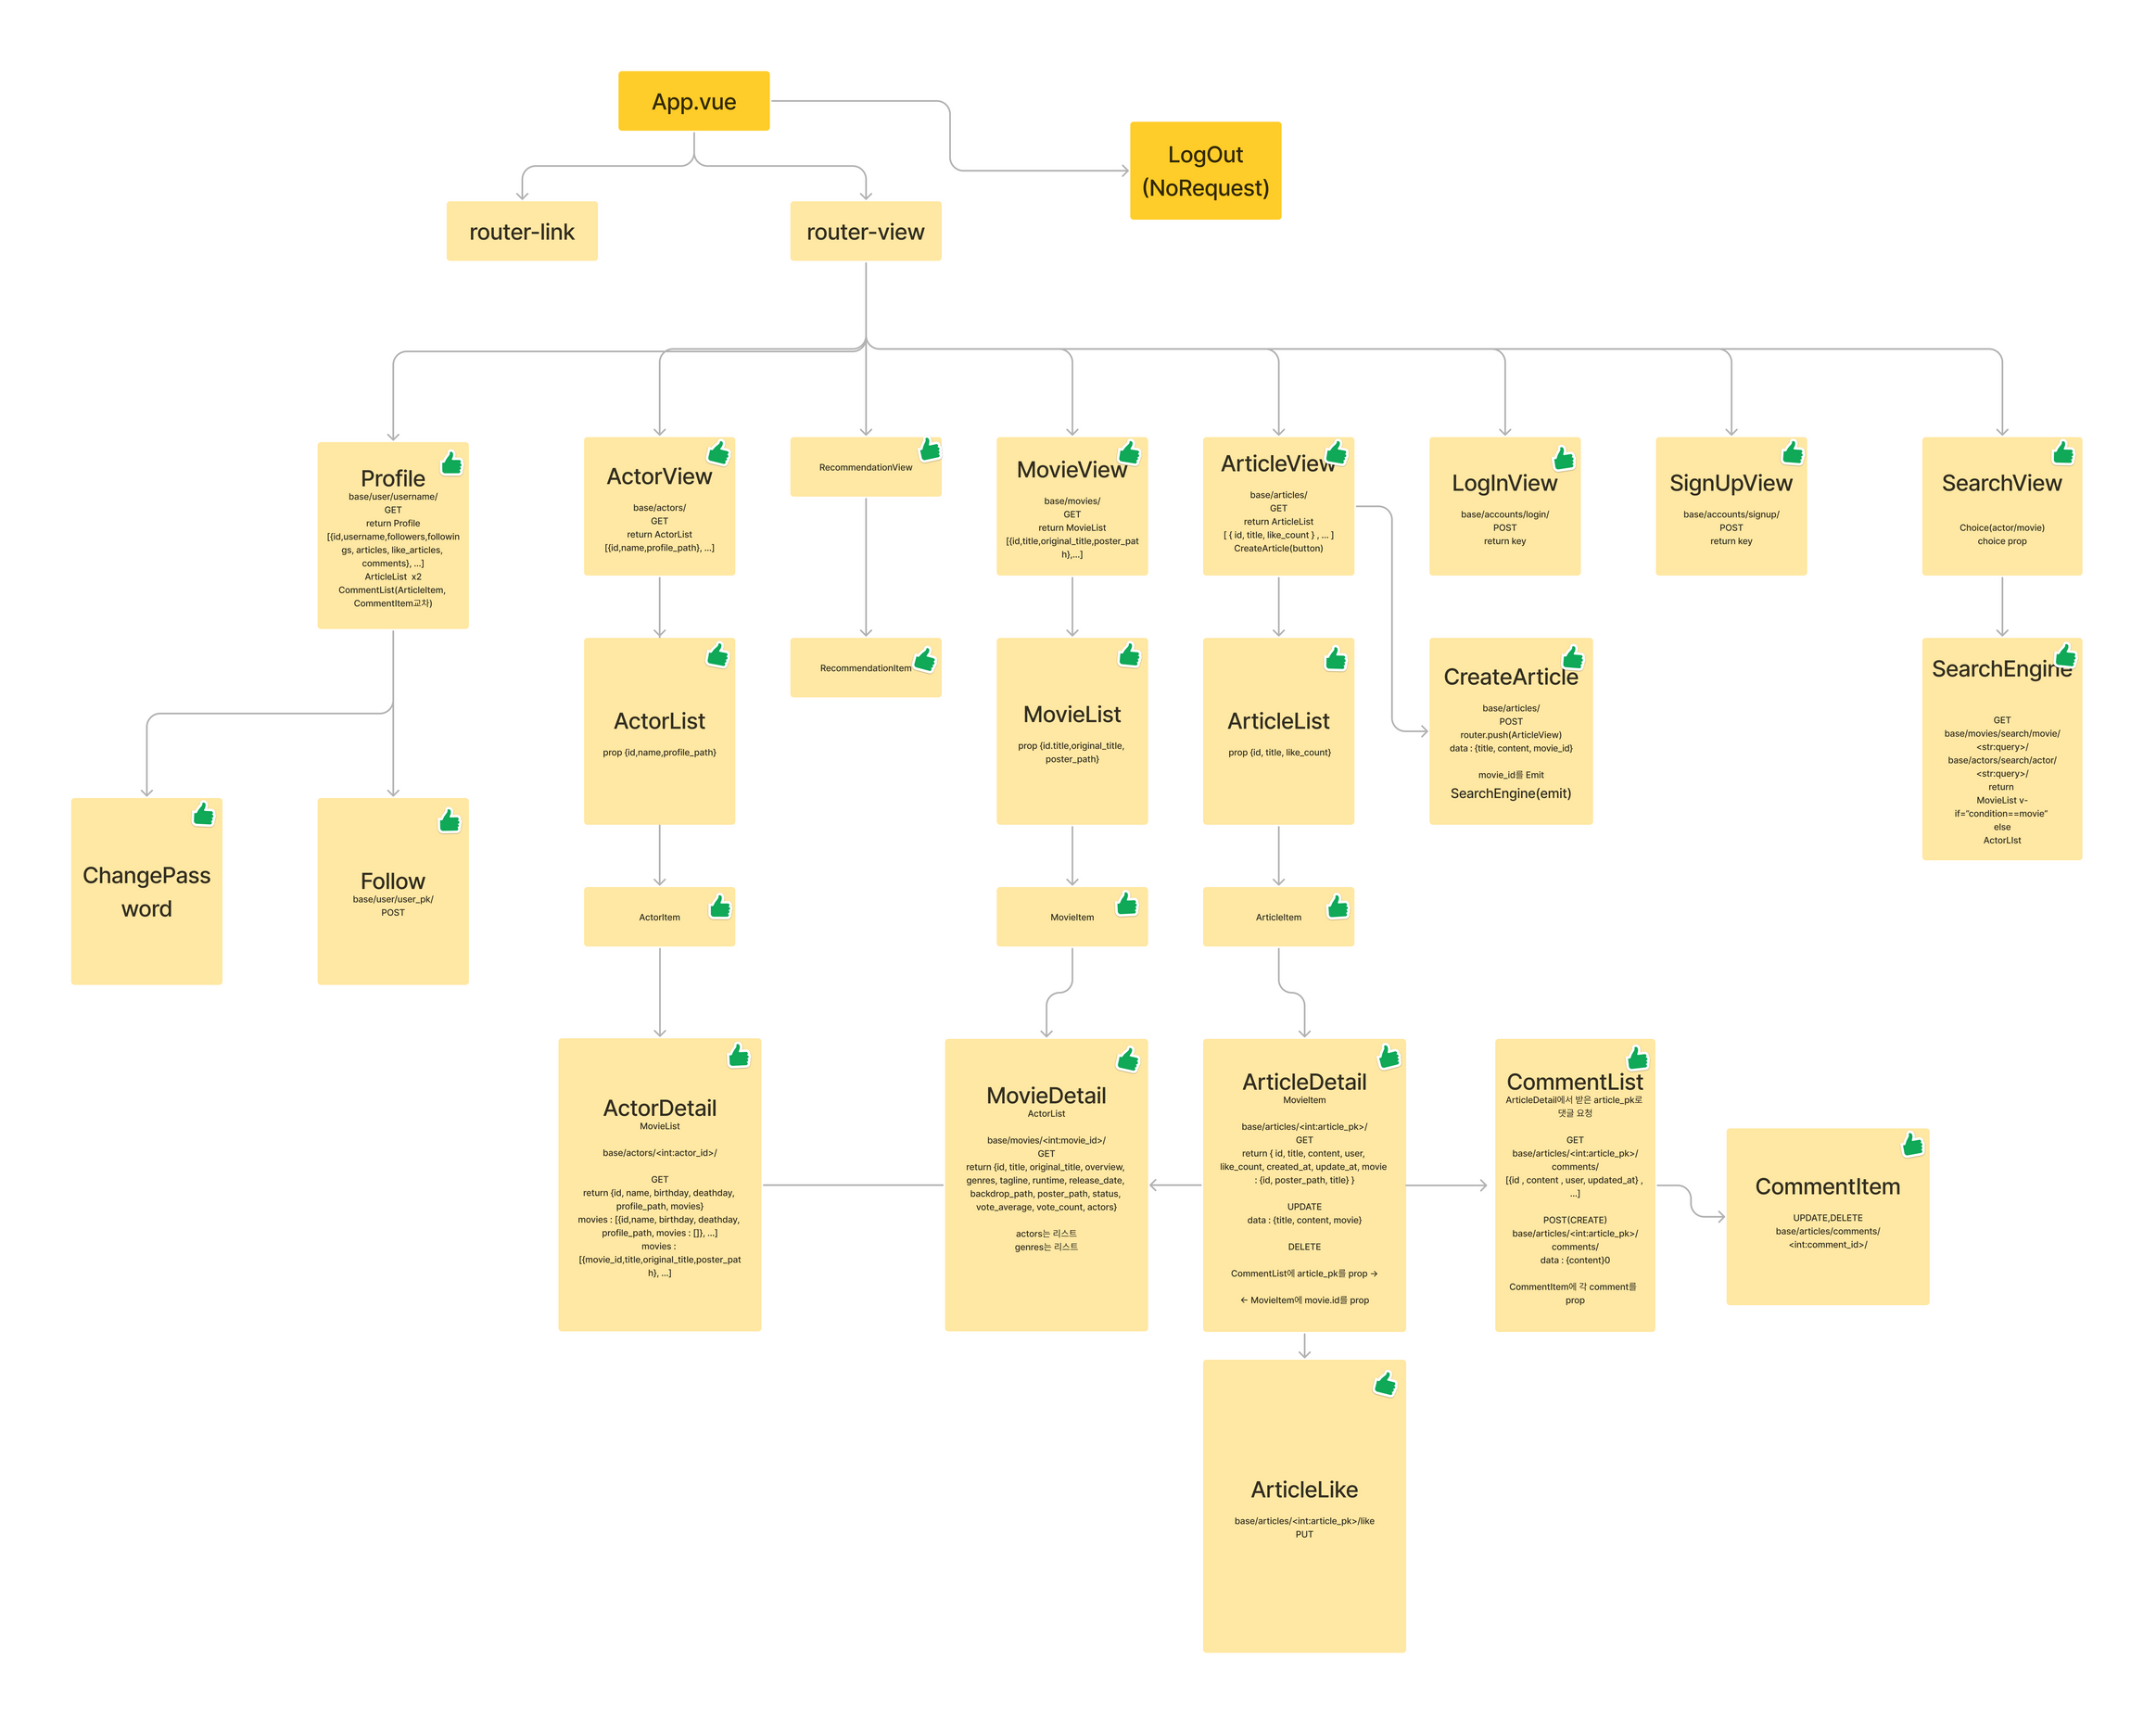 App.vue
LogOut
(NoRequest)
router-link
router-view
Profile
base/user/username/
GET
return Profile
[{id,username,followers,followin
gs, articles, like_articles,
comments}, ...]
ArticleList  x2
CommentList(ArticleItem,
CommentItem교차)
ActorView
base/actors/
GET
return ActorList
[{id,name,profile_path}, ...]
RecommendationView
MovieView
base/movies/
GET
return MovieList
[{id,title,original_title,poster_pat
h},...]
ArticleView
base/articles/
GET
return ArticleList
[ { id, title, like_count } , ... ]
CreateArticle(button)
LogInView
base/accounts/login/
POST
return key
SignUpView
base/accounts/signup/
POST
return key
SearchView
Choice(actor/movie)
choice prop
ActorList
prop {id,name,profile_path}
RecommendationItem
MovieList
prop {id.title,original_title,
poster_path}
ArticleList
prop {id, title, like_count}
CreateArticle
base/articles/
POST
router.push(ArticleView)
data : {title, content, movie_id}
movie_id를 Emit
SearchEngine(emit)
SearchEngine
GET
base/movies/search/movie/
<str:query>/
base/actors/search/actor/
<str:query>/
return
MovieList v-
if="condition==movie"
else
ActorLIst
ChangePass
word
Follow
base/user/user_pk/
POST
ActorItem
MovieItem
ArticleItem
ActorDetail
MovieList
base/actors/<int:actor_id>/
GET
return {id, name, birthday, deathday,
profile_path, movies}
movies : [{id,name, birthday, deathday,
profile_path, movies : []}, ...]
movies :
[{movie_id,title,original_title,poster_pat
h}, ...]
MovieDetail
ActorList
base/movies/<int:movie_id>/
GET
return {id, title, original_title, overview,
genres, tagline, runtime, release_date,
backdrop_path, poster_path, status,
vote_average, vote_count, actors}
actors는 리스트
genres는 리스트
ArticleDetail
MovieItem
base/articles/<int:article_pk>/
GET
return { id, title, content, user,
like_count, created_at, update_at, movie
: {id, poster_path, title} }
UPDATE
data : {title, content, movie}
DELETE
CommentList에 article_pk를 prop →
← MovieItem에 movie.id를 prop
CommentList
ArticleDetail에서 받은 article_pk로
댓글 요청
GET
base/articles/<int:article_pk>/
comments/
[{id , content , user, updated_at} ,
...]
POST(CREATE)
base/articles/<int:article_pk>/
comments/
data : {content}0
CommentItem에 각 comment를
prop
CommentItem
UPDATE,DELETE
base/articles/comments/
<int:comment_id>/
ArticleLike
base/articles/<int:article_pk>/like
PUT